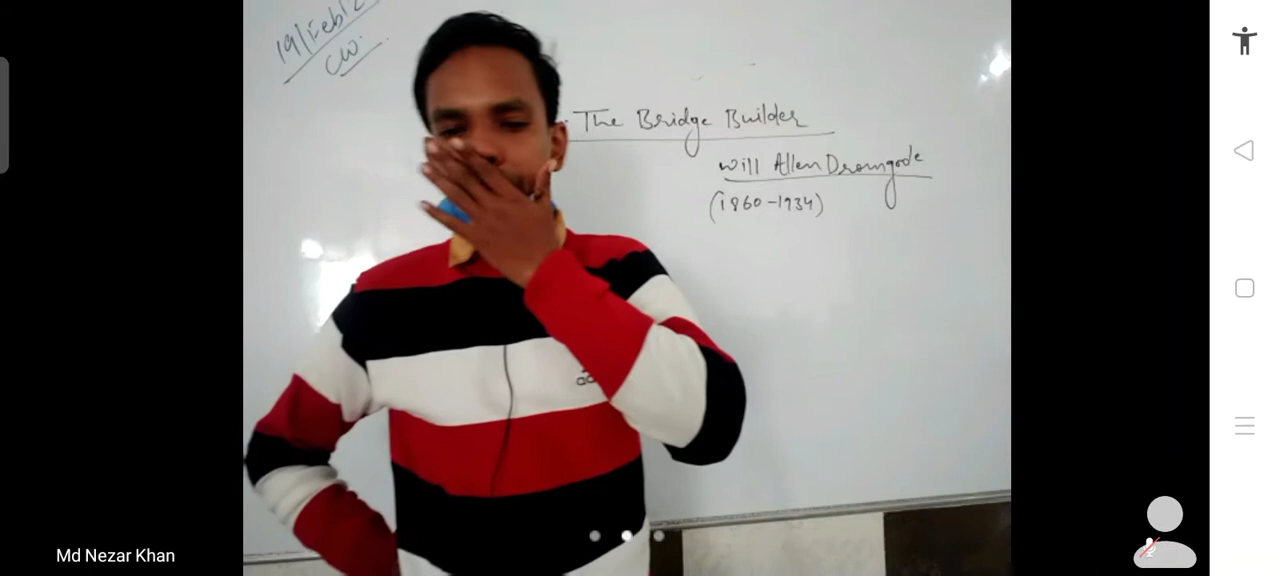 19/Feb/2
CW.
The Bridge Builder
Will Allen Dromgoole
(1860-1934)
Md Nezar Khan